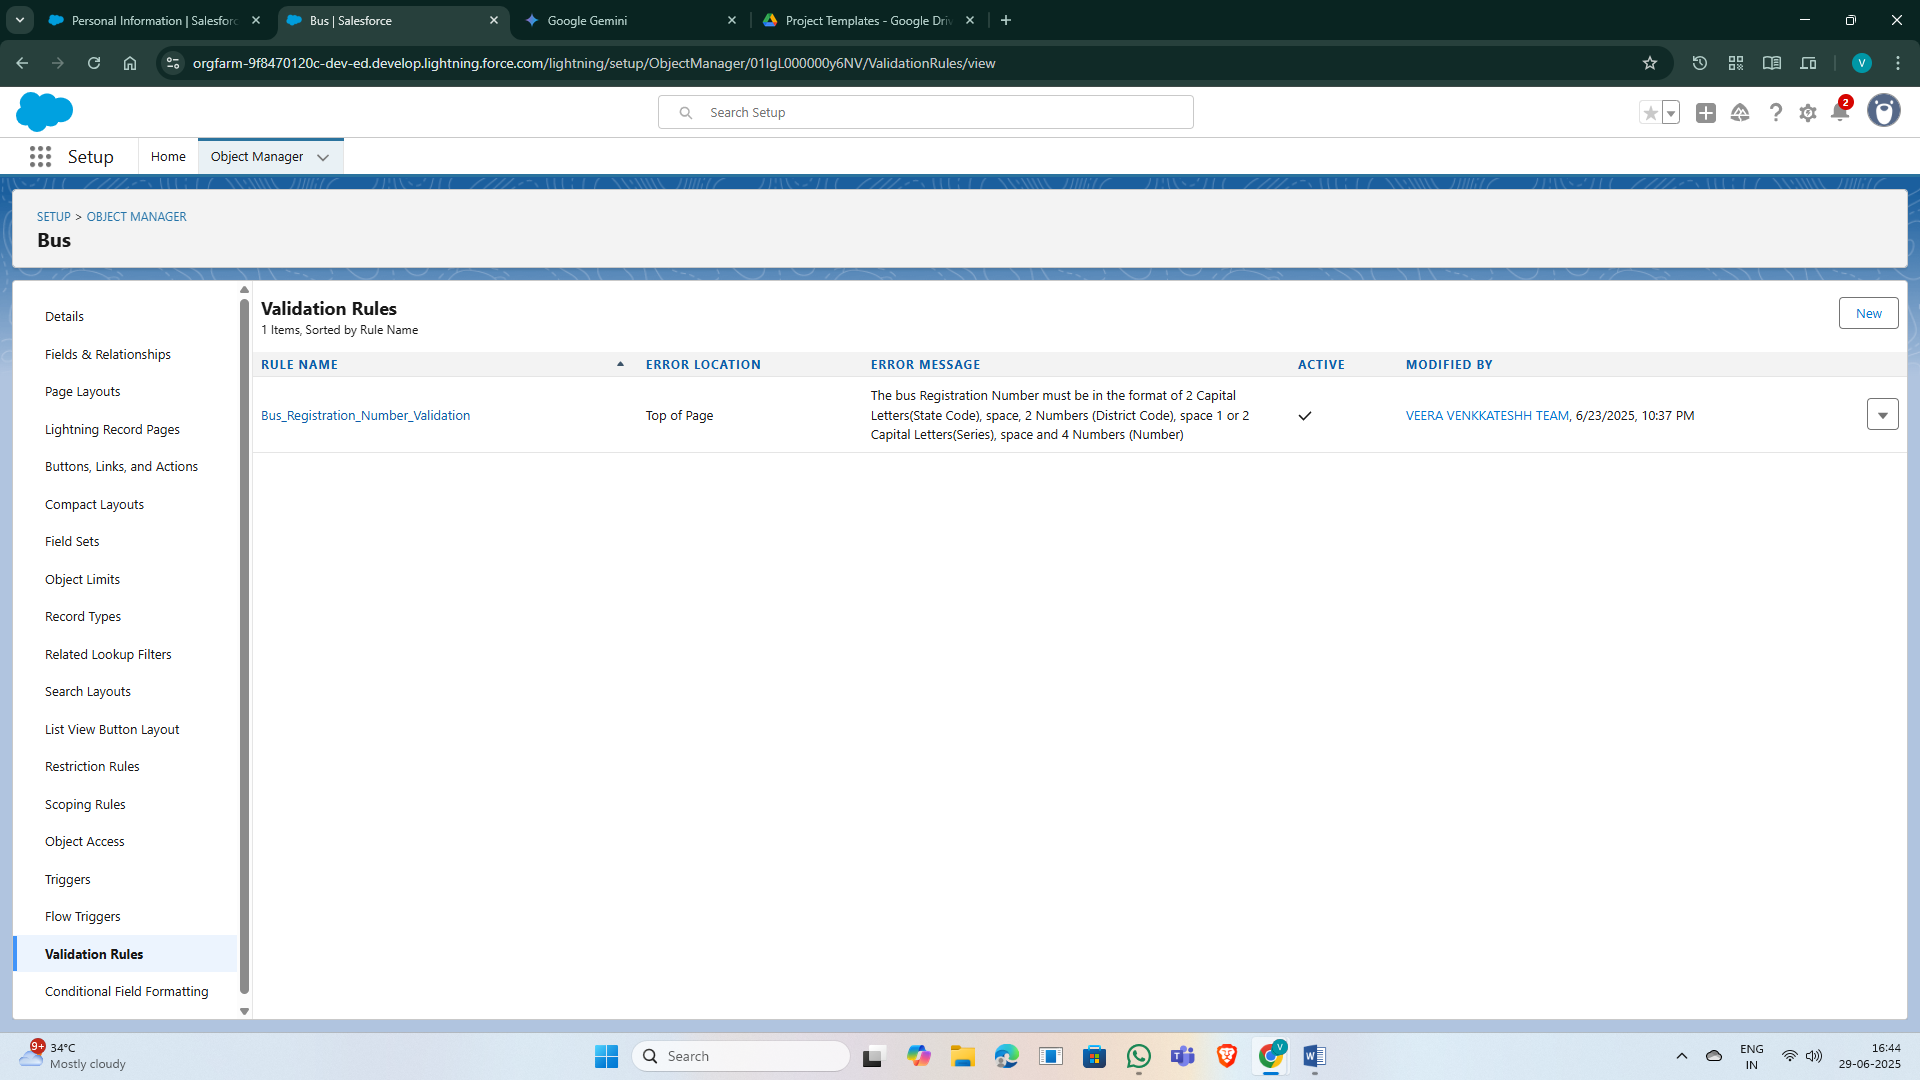 Personal Information | Salesforc
Bus | Salesforce
Google Gemini
Project Templates - Google Driv
orgfarm-9f8470120c-dev-ed.develop.lightning.force.com/lightning/setup/ObjectManager/01IgL000000y6NV/ValidationRules/view
V
Search Setup
2
Setup
Home
Object Manager
SETUP > OBJECT MANAGER
Bus
Details
Fields & Relationships
Page Layouts
Lightning Record Pages
Buttons, Links, and Actions
Compact Layouts
Field Sets
Object Limits
Record Types
Related Lookup Filters
Search Layouts
List View Button Layout
Restriction Rules
Scoping Rules
Object Access
Triggers
Flow Triggers
Validation Rules
Conditional Field Formatting
Validation Rules
1 Items, Sorted by Rule Name
New
RULE NAME ERROR LOCATION ERROR MESSAGE ACTIVE MODIFIED BY
Bus_Registration_Number_Validation
Top of Page
The bus Registration Number must be in the format of 2 Capital
Letters(State Code), space, 2 Numbers (District Code), space 1 or 2
Capital Letters(Series), space and 4 Numbers (Number)
VEERA VENKKATESHH TEAM, 6/23/2025, 10:37 PM
9+
34°C
Mostly cloudy
Search
V
ENG
IN
16:44
29-06-2025